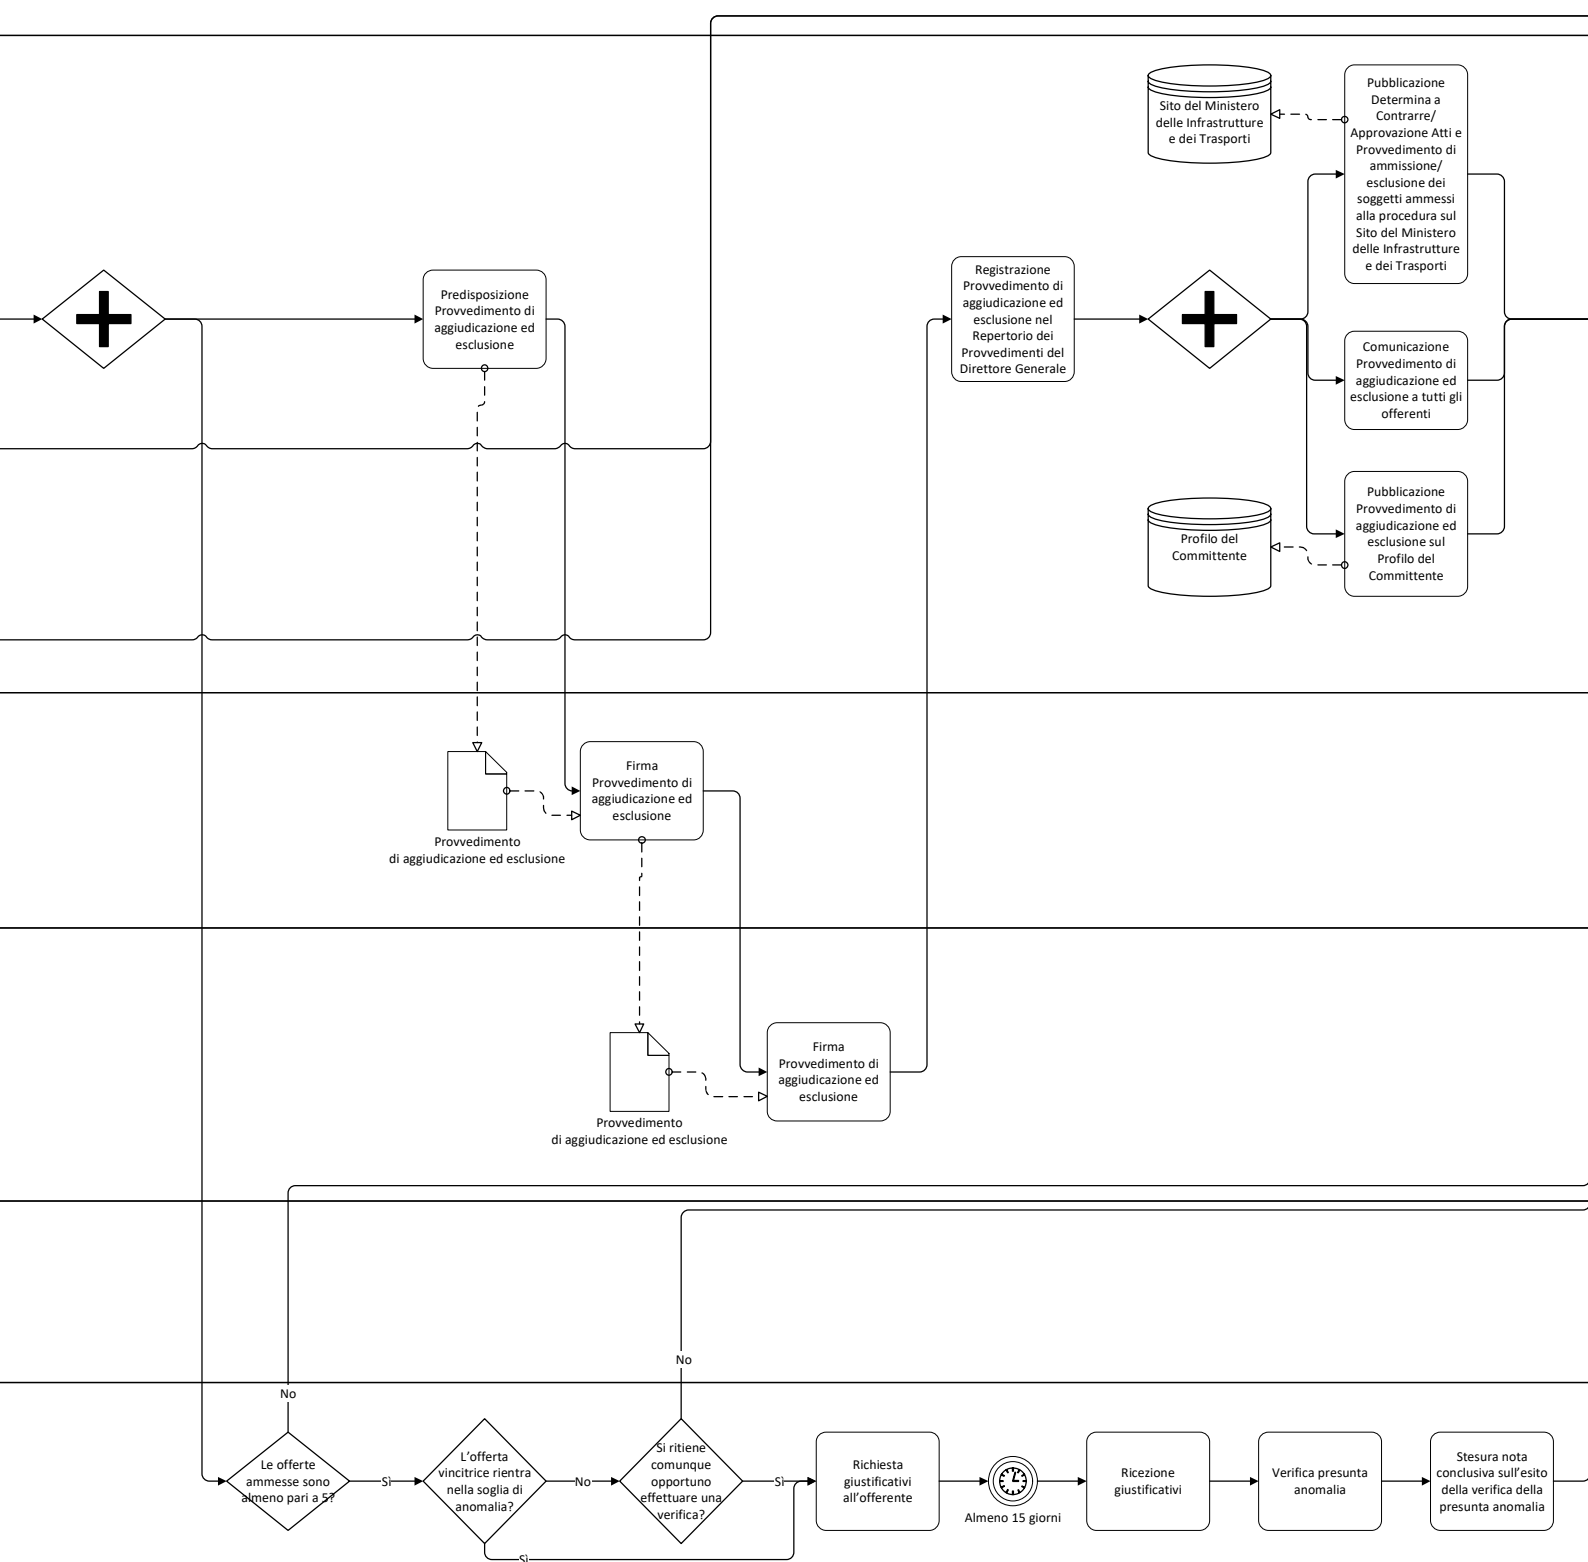 Sito del Ministero
delle Infrastrutture
e dei Trasporti
Pubblicazione
Determina a
Contrarre/
Approvazione Atti e
Provvedimento di
ammissione/
esclusione dei
soggetti ammessi
alla procedura sul
Sito del Ministero
delle Infrastrutture
e dei Trasporti
Predisposizione
Provvedimento di
aggiudicazione ed
esclusione
Registrazione
Provvedimento di
aggiudicazione ed
esclusione nel
Repertorio dei
Provvedimenti del
Direttore Generale
Comunicazione
Provvedimento di
aggiudicazione ed
esclusione a tutti gli
offerenti
Profilo del
Committente
Pubblicazione
Provvedimento di
aggiudicazione ed
esclusione sul
Profilo del
Committente
Firma
Provvedimento di
aggiudicazione ed
esclusione
Provvedimento
di aggiudicazione ed esclusione
Firma
Provvedimento di
aggiudicazione ed
esclusione
Provvedimento
di aggiudicazione ed esclusione
No
No
Le offerte
ammesse sono
almeno pari a 5?
Sì
L'offerta
vincitrice rientra
nella soglia di
anomalia?
No
Si ritiene
comunque
opportuno
effettuare una
verifica?
Sì
Sì
Richiesta
giustificativi
all'offerente
Almeno 15 giorni
Ricezione
giustificativi
Verifica presunta
anomalia
Stesura nota
conclusiva sull'esito
della verifica della
presunta anomalia